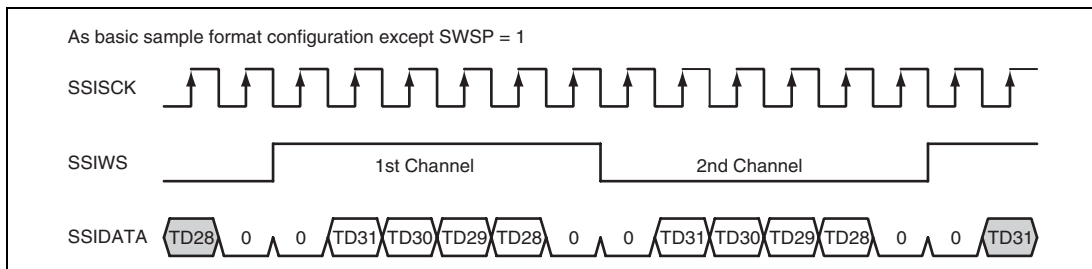 As basic sample format configuration except SWSP = 1
SSISCK
SSIWS 1st Channel 2nd Channel
SSIDATA TD28 0 0 TD31 TD30 TD29 TD28 0 0 TD31 TD30 TD29 TD28 0 0 TD31